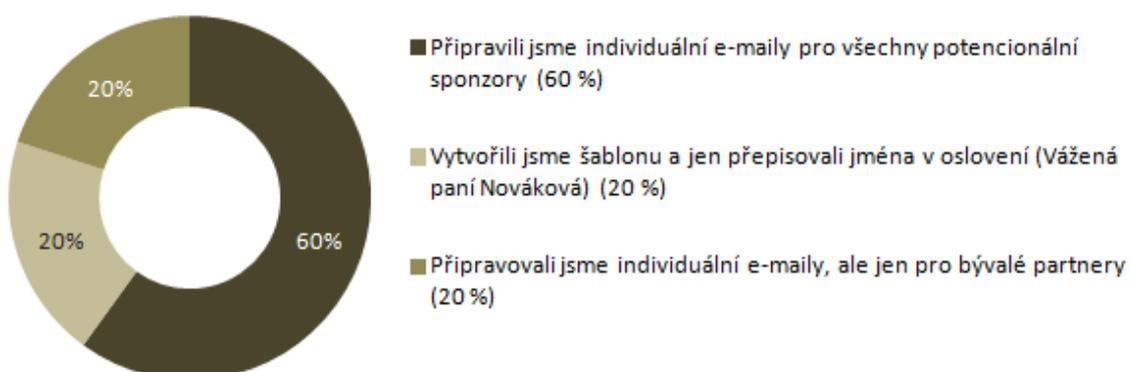 20%
60%
20%
Připravili jsme individuální e-maily pro všechny potencionální
sponzory (60 %)
Vytvořili jsme šablonu a jen přepisovali jména v oslovení (Vážená
paní Nováková) (20 %)
Připravovali jsme individuální e-maily, ale jen pro bývalé partnery
(20 %)